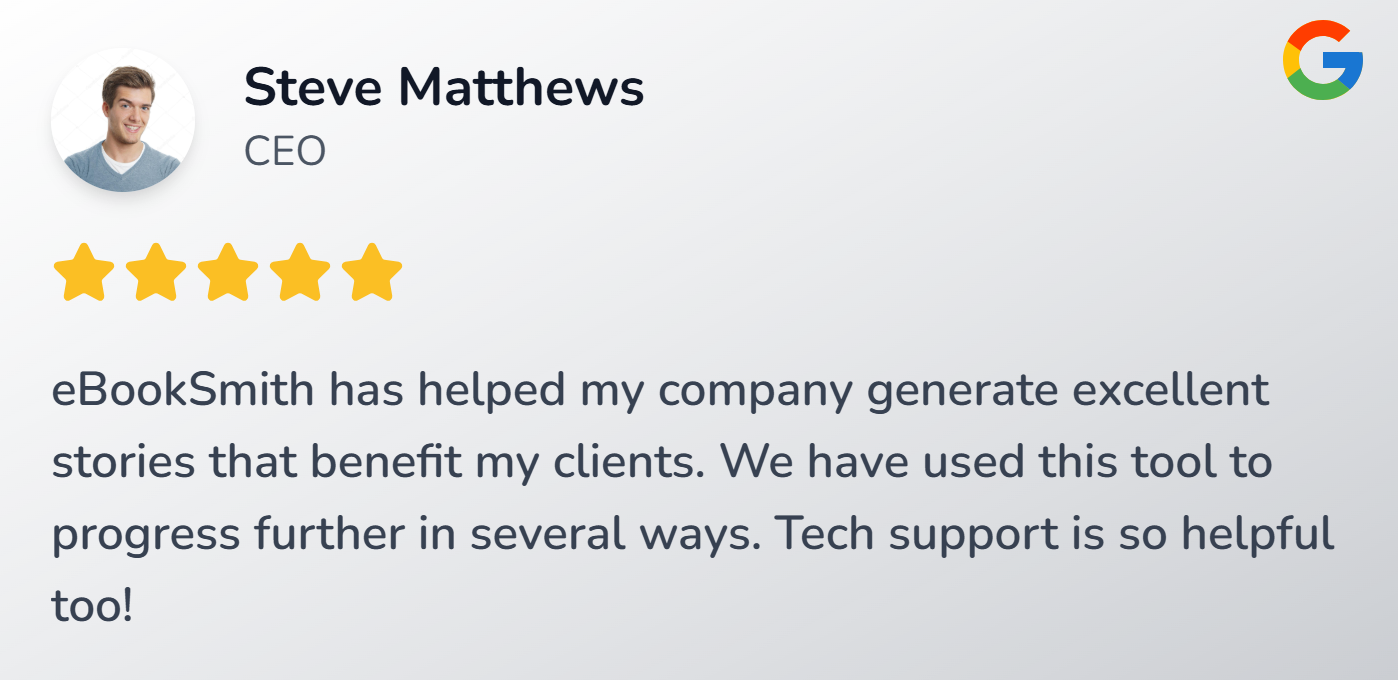 Steve Matthews
CEO
eBookSmith has helped my company generate excellent
stories that benefit my clients. We have used this tool to
progress further in several ways. Tech support is so helpful
too!